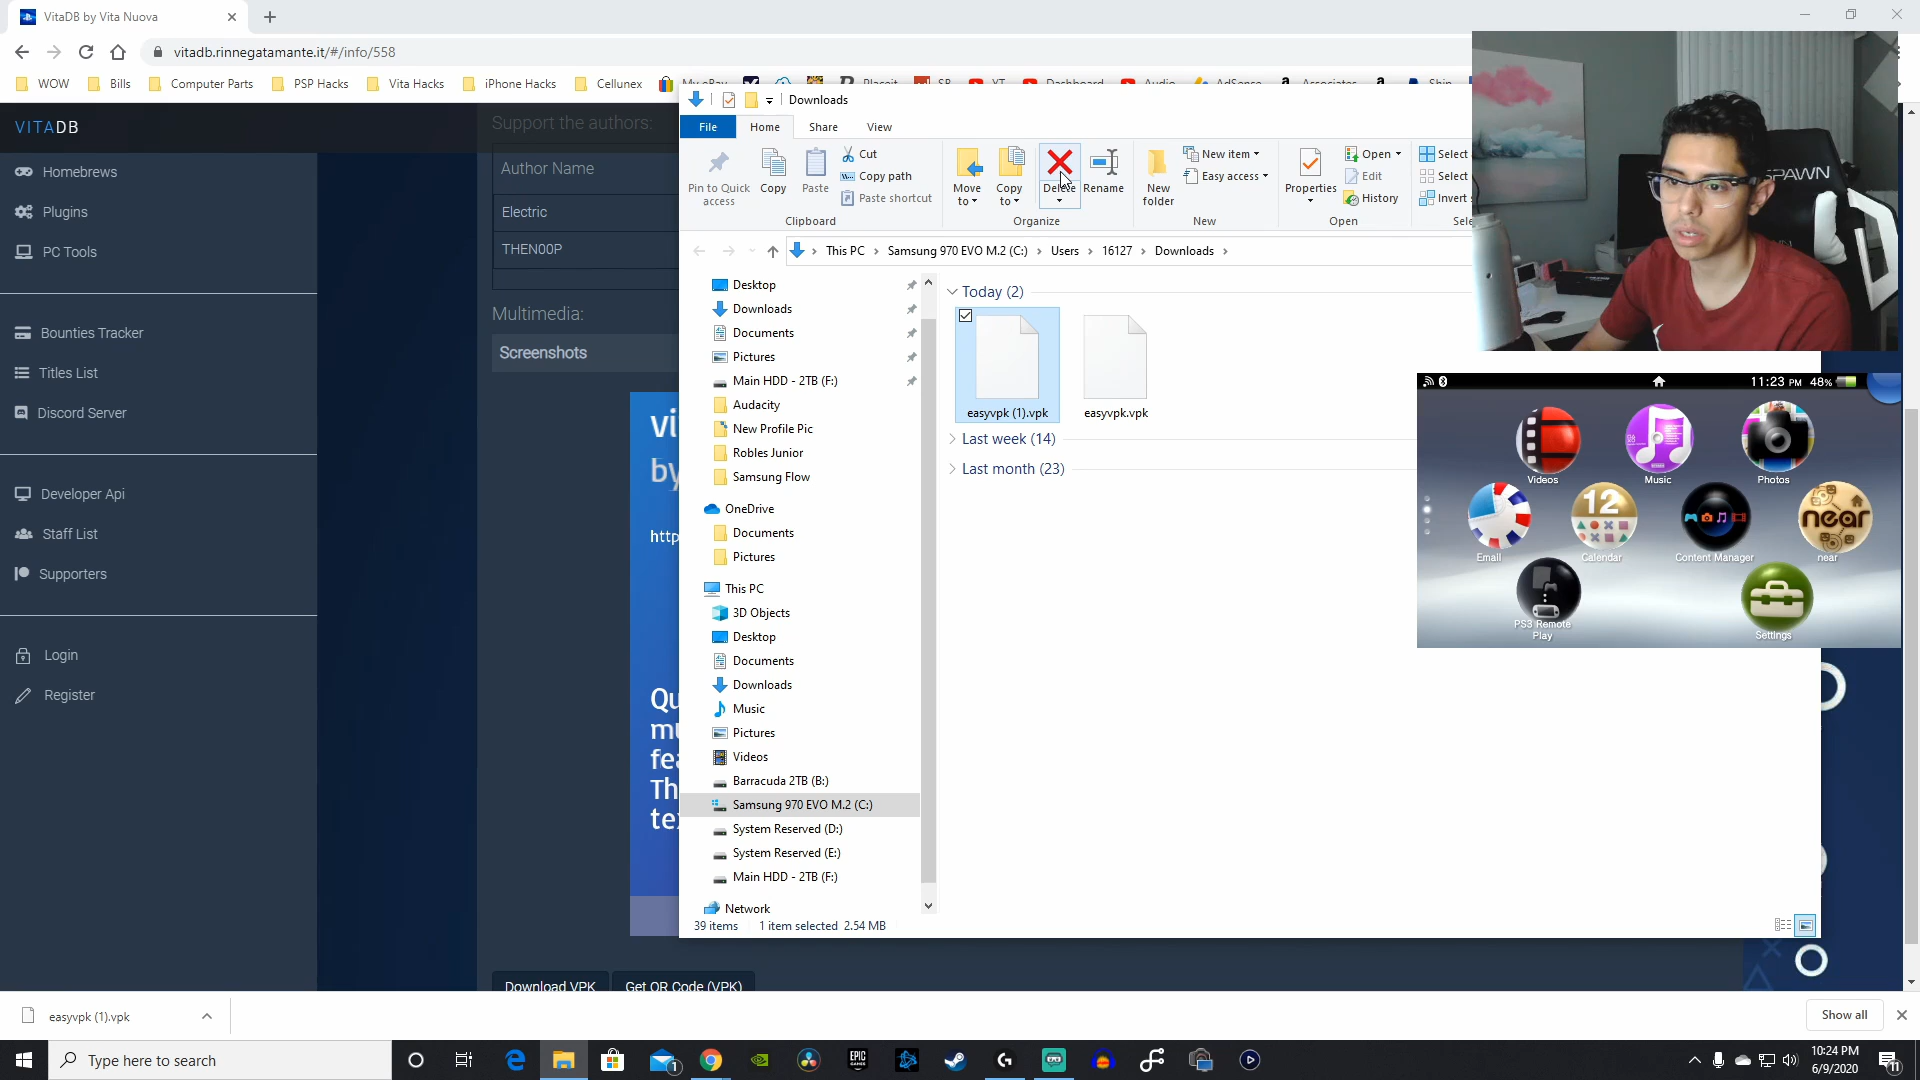 VitaDB by Vita Nuova
vitadb.rinnegatamante.it/#/info/558
WOW
Bills
Computer Parts
PSP Hacks
Vita Hacks
iPhone Hacks
Cellunex
VITADB
Homebrews
Plugins
PC Tools
Bounties Tracker
Titles List
Discord Server
Developer Api
Staff List
Supporters
Login
Register
Support the authors:
Author Name
Electric
THEN00P
Multimedia:
Screenshots
Download VPK
Get QR Code (VPK)
Downloads
File
Home
Share
View
Pin to Quick
access
Copy
Paste
Cut
Copy path
Paste shortcut
Clipboard
Move
to
Copy
to
Delete
Rename
Organize
New
folder
New item
Easy access
New
Properties
Open
Edit
History
Open
Select
Select
Invert
This PC
Samsung 970 EVO M.2 (C:)
Users
16127
Downloads
Desktop
Downloads
Documents
Pictures
Main HDD - 2TB (F:)
Audacity
New Profile Pic
Robles Junior
Samsung Flow
OneDrive
Documents
Pictures
This PC
3D Objects
Desktop
Documents
Downloads
Music
Pictures
Videos
Barracuda 2TB (B:)
Samsung 970 EVO M.2 (C:)
System Reserved (D:)
System Reserved (E:)
Main HDD - 2TB (F:)
Network
Today (2)
easyvpk (1).vpk
easyvpk.vpk
Last week (14)
Last month (23)
39 items
1 item selected 2.54 MB
SPAWN
11:23 PM 48%
Videos
Music
Photos
Email
12
Calendar
Content Manager
near
near
PS3 Remote
Play
Settings
easyvpk (1).vpk
Show all
Type here to search
EPIC
GAMES
1
10:24 PM
6/9/2020
11